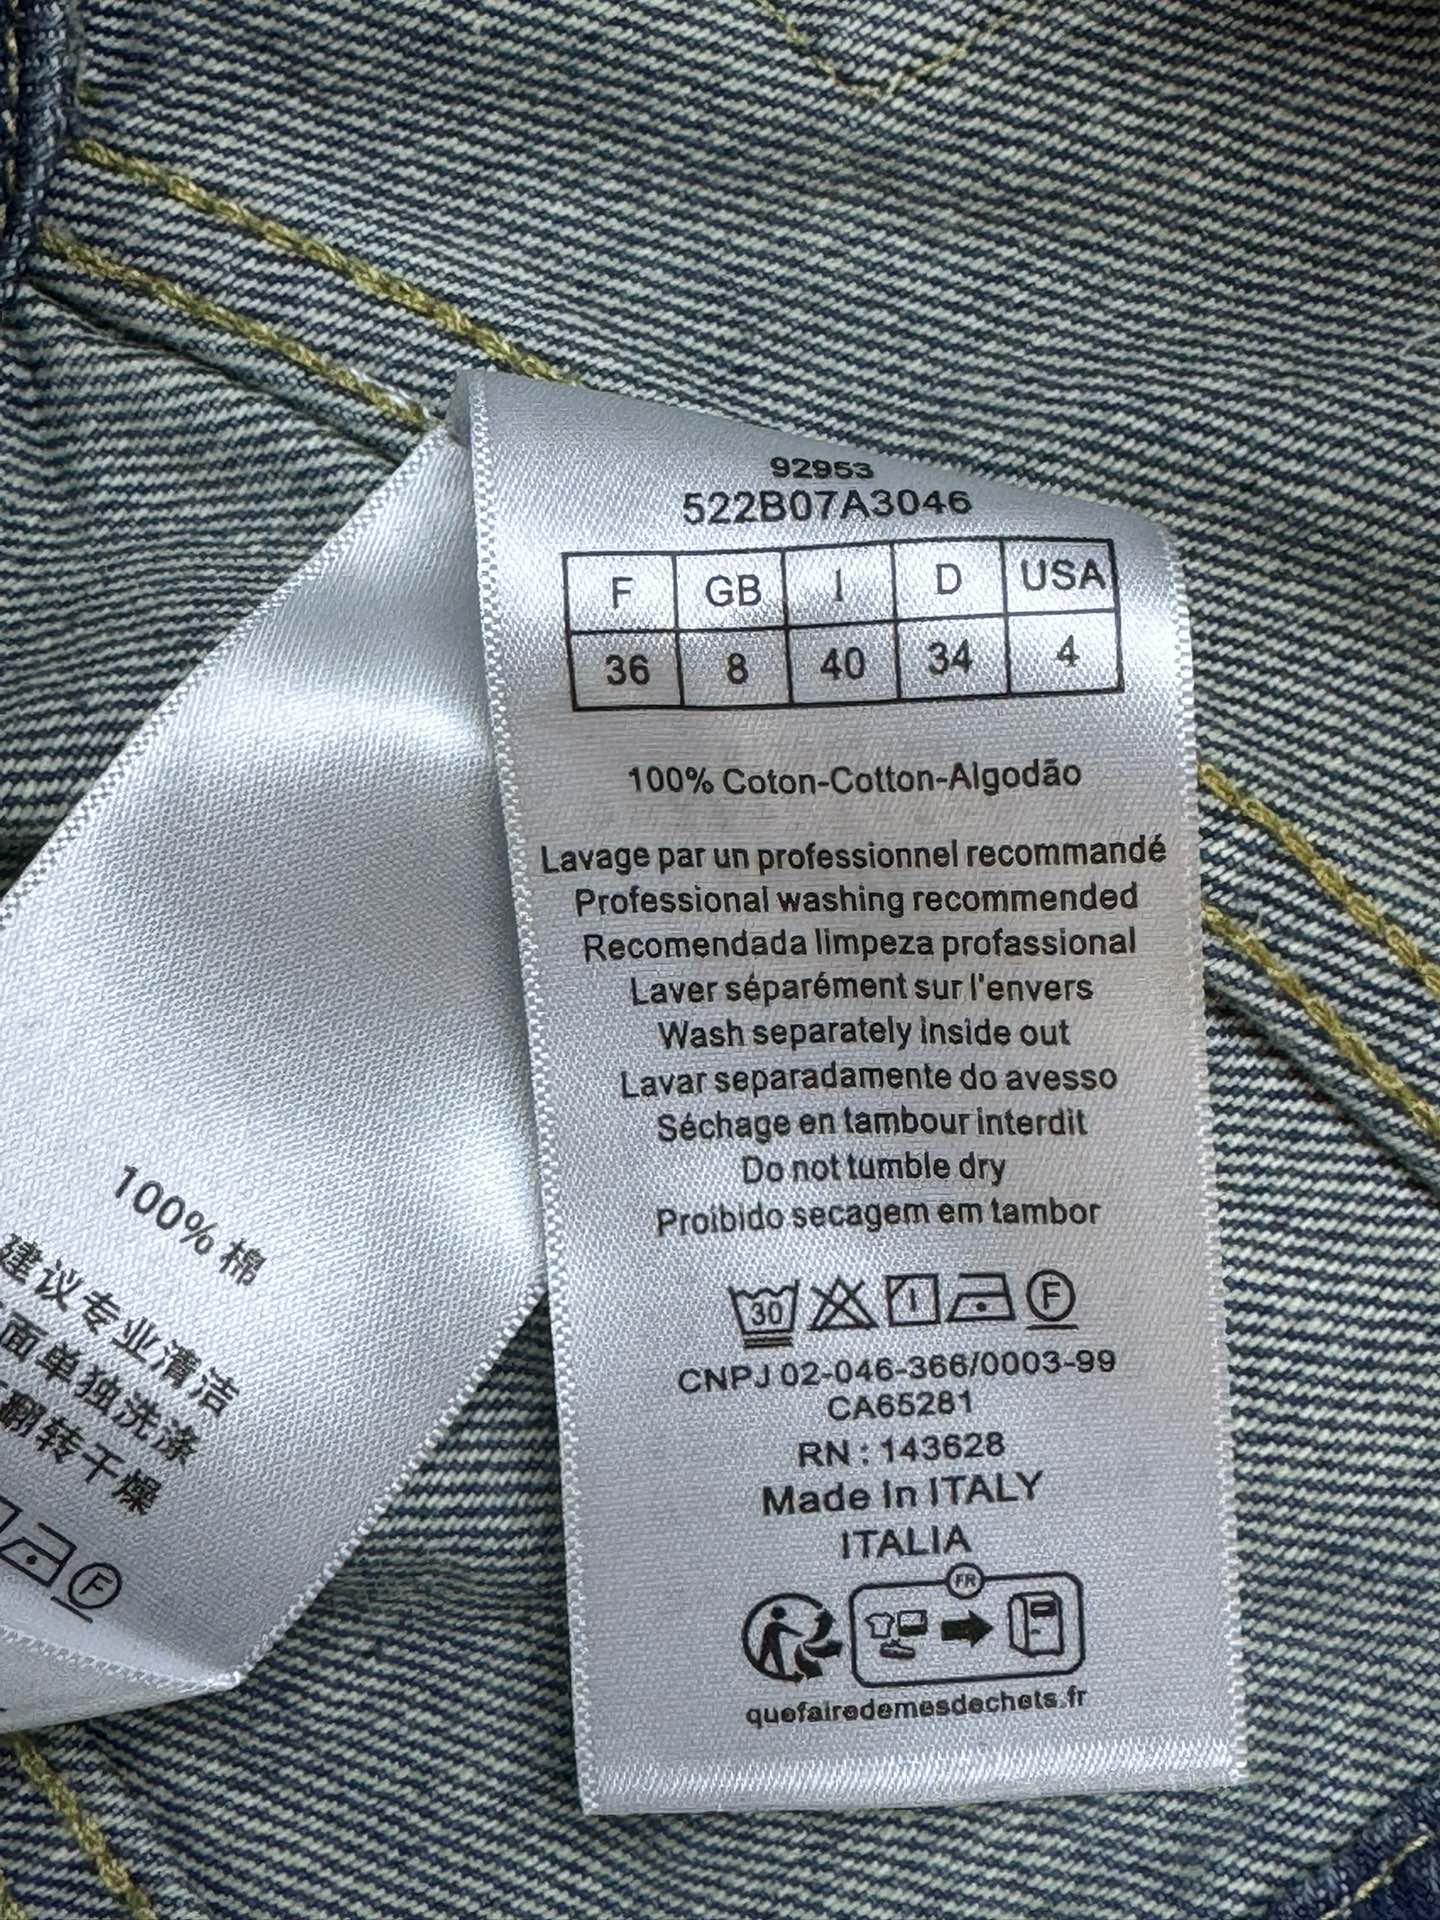 92953
522B07A3046
F GB I D USA
36 8 40 34 4
100% Coton-Cotton-Algodão
Lavage par un professionnel recommandé
Professional washing recommended
Recomendada limpeza profassional
Laver séparément sur l'envers
Wash separately inside out
Lavar separadamente do avesso
Séchage en tambour interdit
Do not tumble dry
Proibido secagem em tambor
30 F
CNPJ 02-046-366/0003-99
CA65281
RN : 143628
Made in ITALY
ITALIA
FR
quefairedemesdechets.fr
100% 棉
建议专业清洁
面单独洗涤
翻转干燥
F